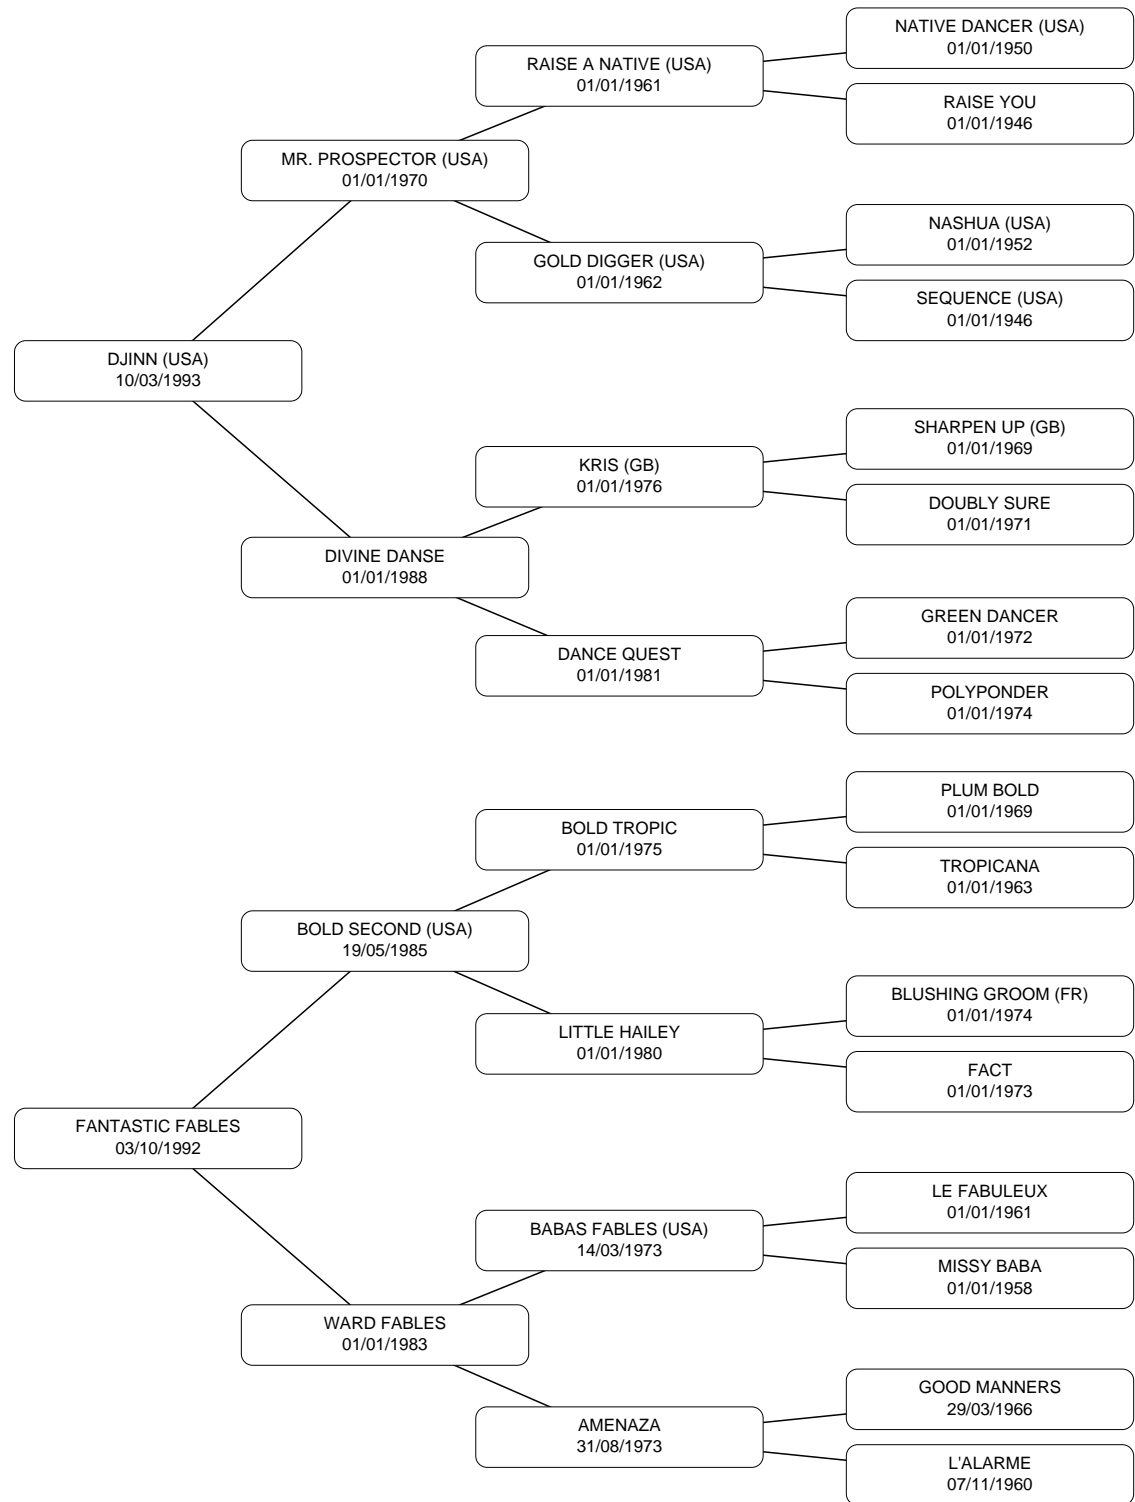 NATIVE DANCER (USA)
01/01/1950
RAISE A NATIVE (USA)
01/01/1961
RAISE YOU
01/01/1946
MR. PROSPECTOR (USA)
01/01/1970
NASHUA (USA)
01/01/1952
GOLD DIGGER (USA)
01/01/1962
SEQUENCE (USA)
01/01/1946
DJINN (USA)
10/03/1993
SHARPEN UP (GB)
01/01/1969
KRIS (GB)
01/01/1976
DOUBLY SURE
01/01/1971
DIVINE DANSE
01/01/1988
GREEN DANCER
01/01/1972
DANCE QUEST
01/01/1981
POLYPONDER
01/01/1974
PLUM BOLD
01/01/1969
BOLD TROPIC
01/01/1975
TROPICANA
01/01/1963
BOLD SECOND (USA)
19/05/1985
BLUSHING GROOM (FR)
01/01/1974
LITTLE HAILEY
01/01/1980
FACT
01/01/1973
FANTASTIC FABLES
03/10/1992
LE FABULEUX
01/01/1961
BABAS FABLES (USA)
14/03/1973
MISSY BABA
01/01/1958
WARD FABLES
01/01/1983
GOOD MANNERS
29/03/1966
AMENAZA
31/08/1973
L'ALARME
07/11/1960